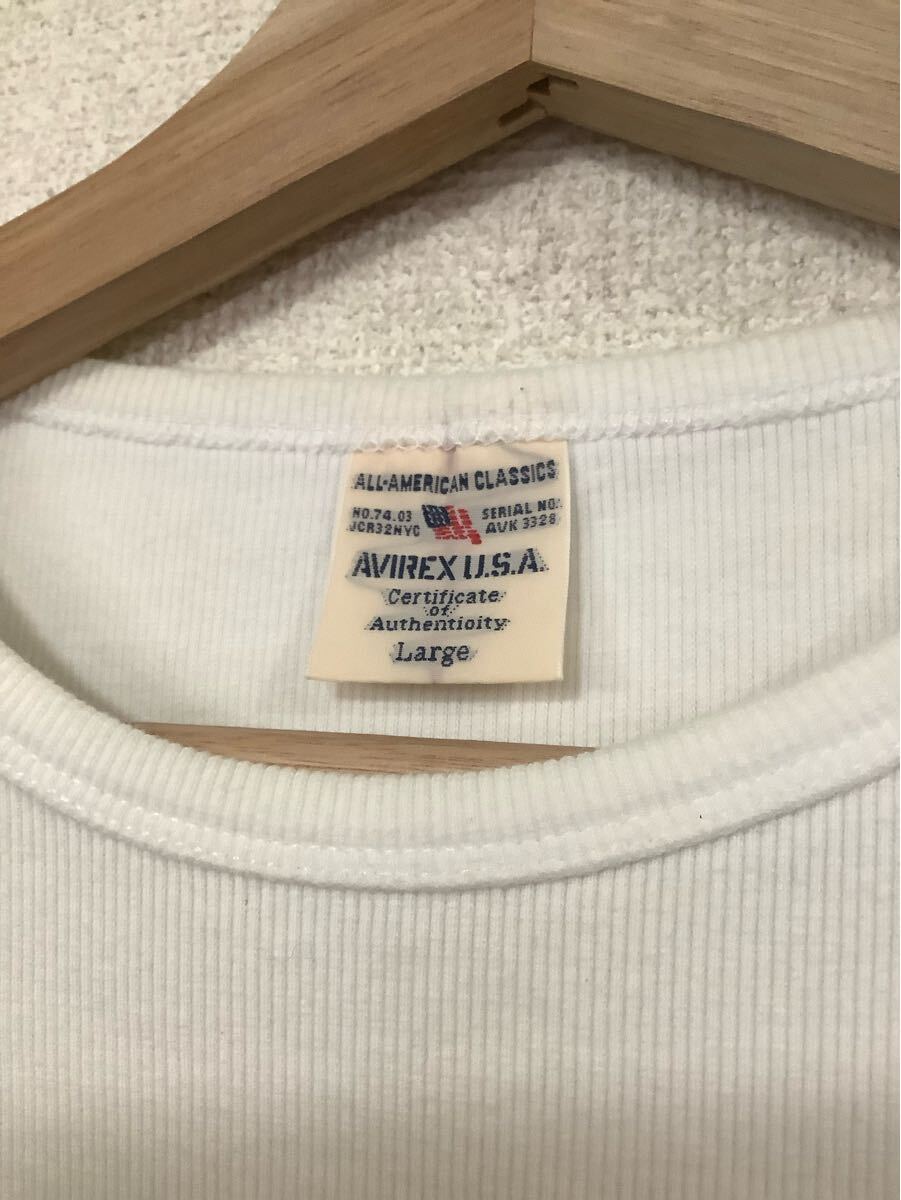 ALL-AMERICAN CLASSICS
NO.74.03 SERIAL NO.
JCR32NYC AVK 3328
AVIREX U.S.A.
Certificate
of
Authenticity
Large